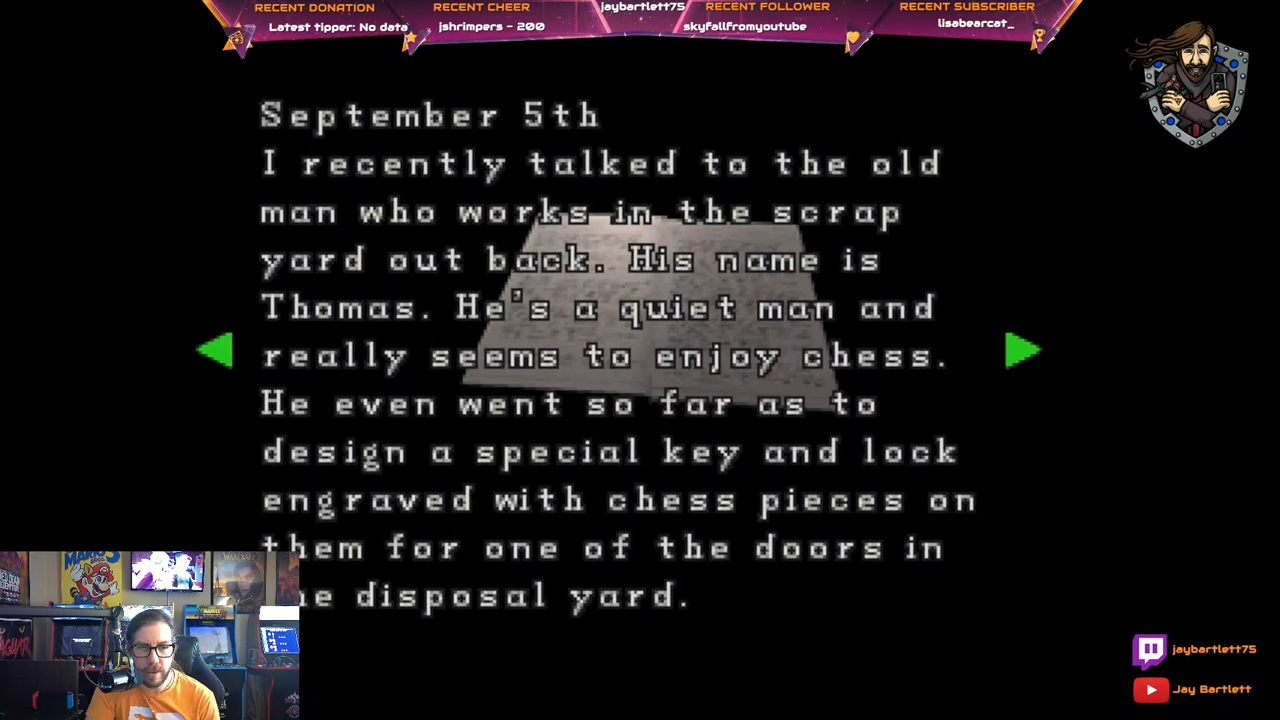 RECENT DONATION
Latest tipper: No data
RECENT CHEER
jshrimpers - 200
jaybartlett75
RECENT FOLLOWER
skyfallfromyoutube
RECENT SUBSCRIBER
lisabearcat_
September 5th
I recently talked to the old
man who works in the scrap
yard out back. His name is
Thomas. He's a quiet man and
really seems to enjoy chess.
He even went so far as to
design a special key and lock
engraved with chess pieces on
them for one of the doors in
disposal yard.
jaybartlett75
Jay Bartlett